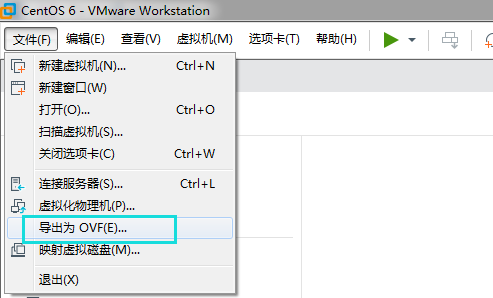 CentOS 6 - VMware Workstation
文件(F) 编辑(E) 查看(V) 虚拟机(M) 选项卡(T) 帮助(H)
新建虚拟机(N)... Ctrl+N
新建窗口(W)
打开(O)... Ctrl+O
扫描虚拟机(S)...
关闭选项卡(C) Ctrl+W
连接服务器(S)... Ctrl+L
虚拟化物理机(P)...
导出为 OVF(E)...
映射虚拟磁盘(M)...
退出(X)